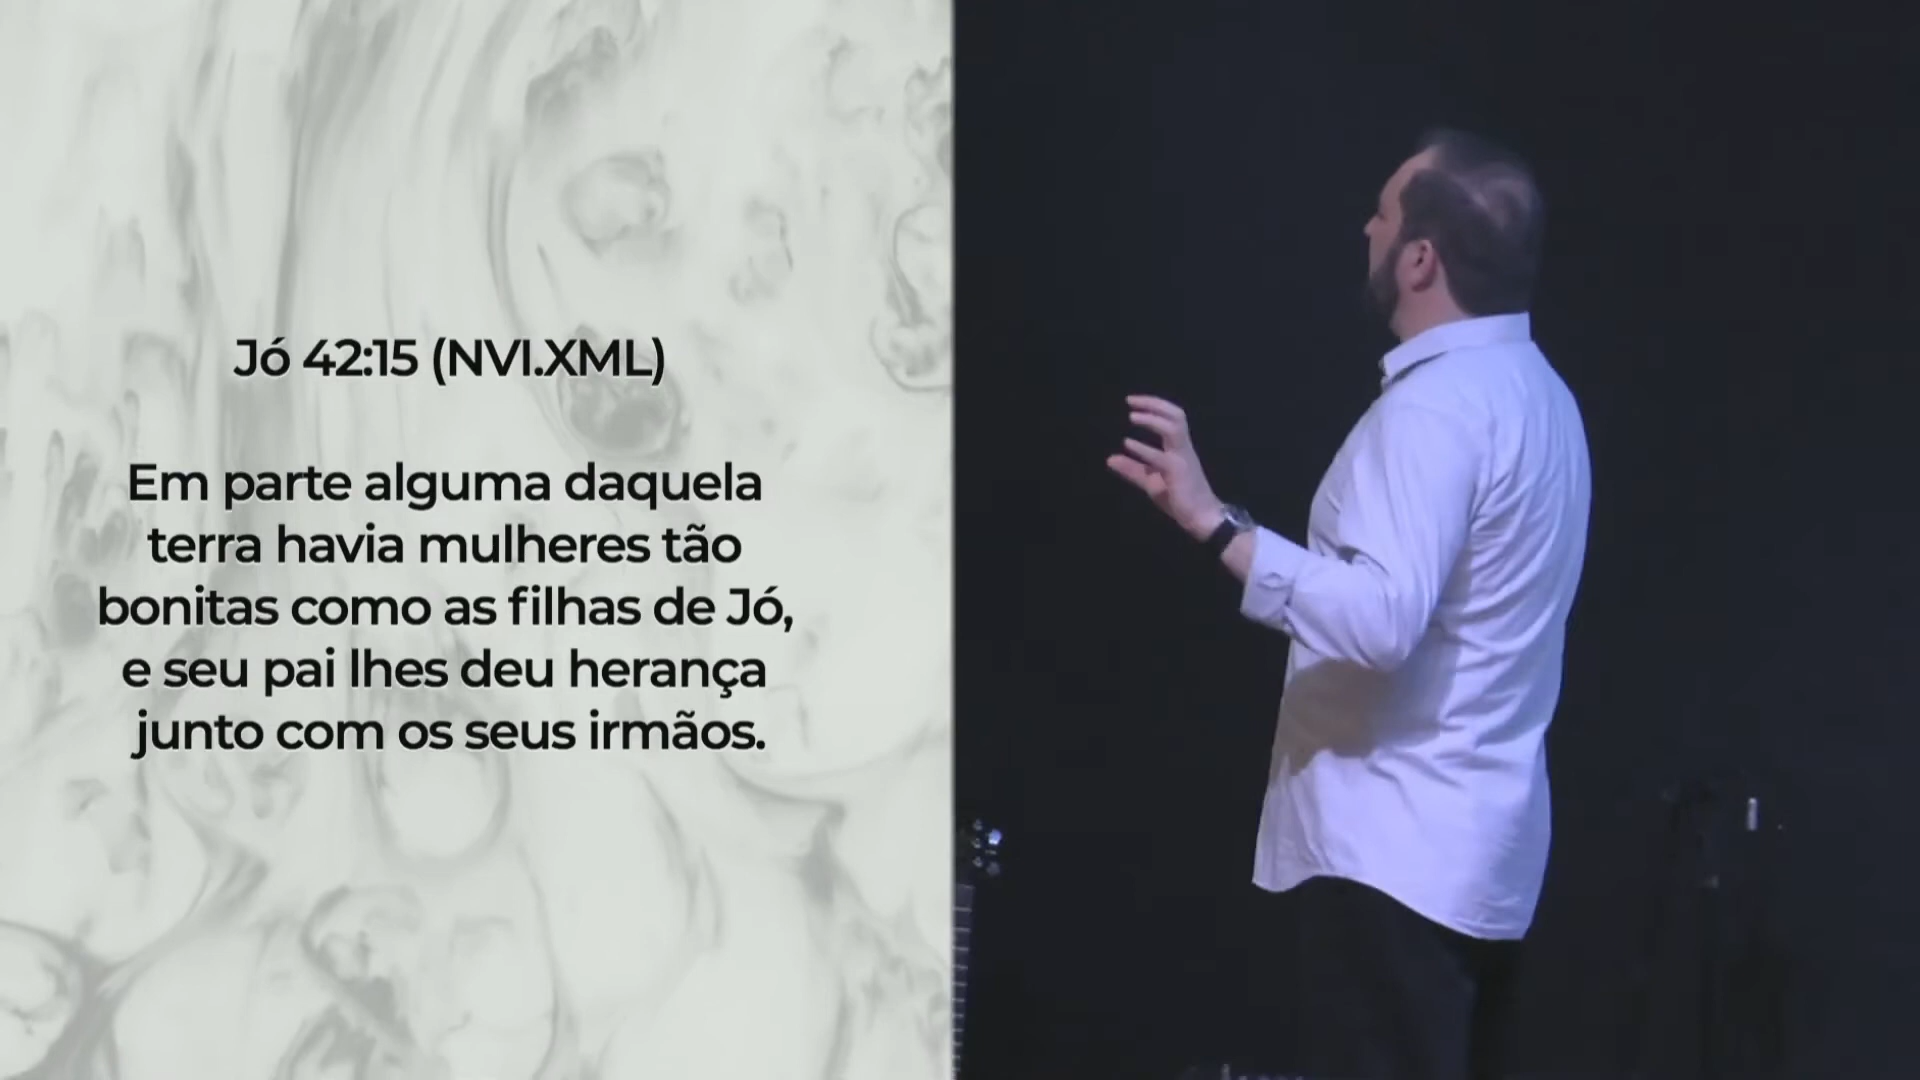 Jó 42:15 (NVI.XML)
Em parte alguma daquela
terra havia mulheres tão
bonitas como as filhas de Jó,
e seu pai lhes deu herança
junto com os seus irmãos.